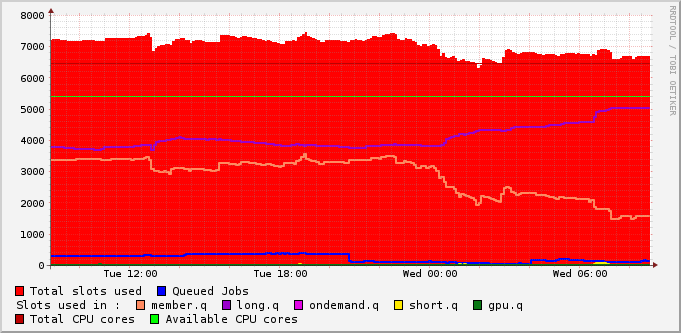 8000
7000
6000
5000
4000
3000
2000
1000
0
Tue 12:00 Tue 18:00 Wed 00:00 Wed 06:00
Total slots used Queued Jobs
Slots used in : member.q long.q ondemand.q short.q gpu.q
Total CPU cores Available CPU cores
RRDTOOL / TOBI OETIKER